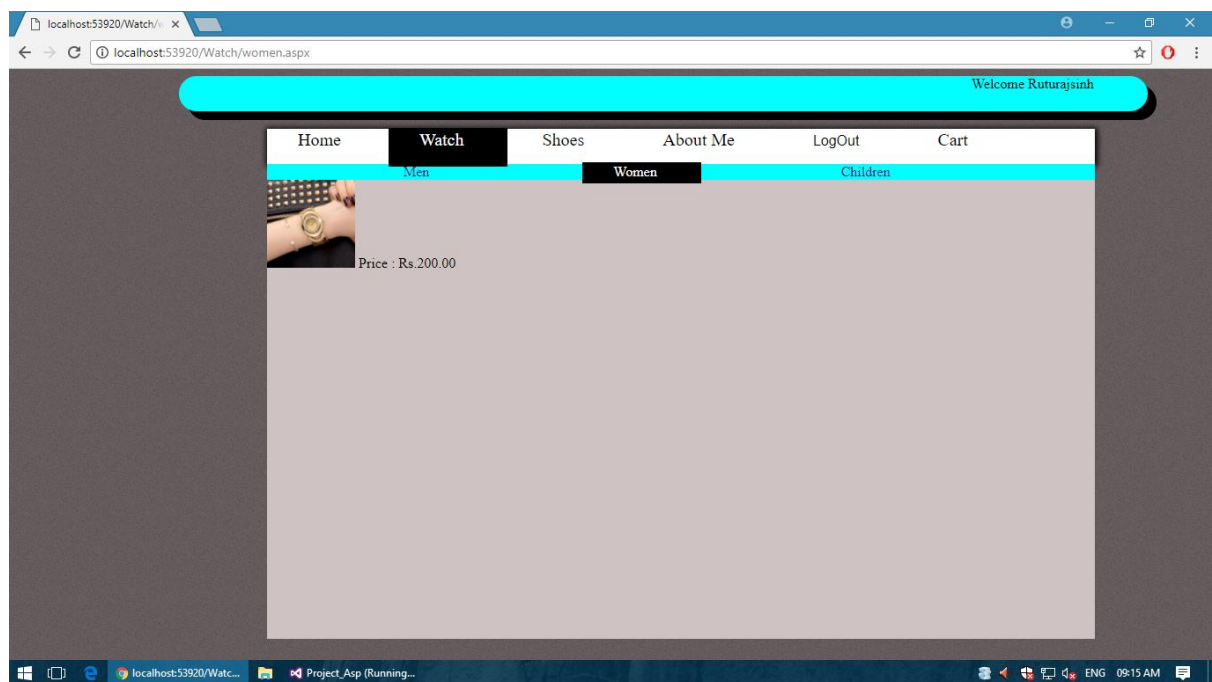 localhost:53920/Watch/
localhost:53920/Watch/women.aspx
Welcome Ruturajsinh
Home Watch Shoes About Me LogOut Cart
Men Women Children
Price : Rs.200.00
localhost:53920/Watc... Project_Asp (Running... ENG 09:15 AM